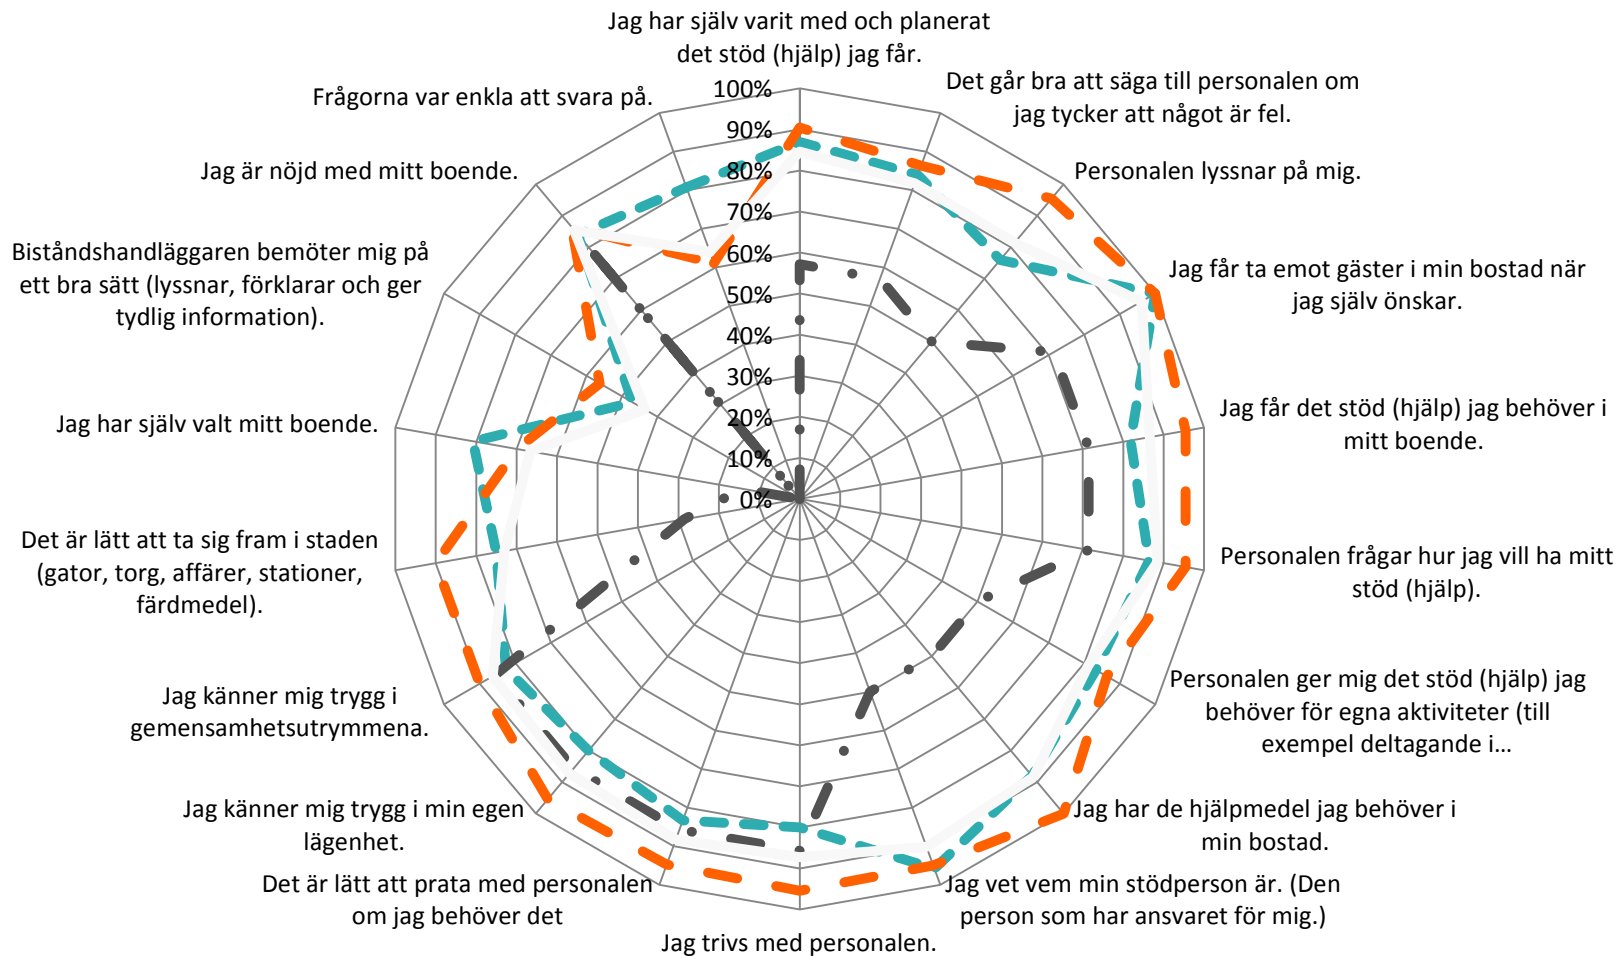 Jag har själv varit med och planerat
det stöd (hjälp) jag får.
Det går bra att säga till personalen om
jag tycker att något är fel.
Personalen lyssnar på mig.
Jag får ta emot gäster i min bostad när
jag själv önskar.
Jag får det stöd (hjälp) jag behöver i
mitt boende.
Personalen frågar hur jag vill ha mitt
stöd (hjälp).
Personalen ger mig det stöd (hjälp) jag
behöver för egna aktiviteter (till
exempel deltagande i…
Jag har de hjälpmedel jag behöver i
min bostad.
Jag vet vem min stödperson är. (Den
person som har ansvaret för mig.)
Jag trivs med personalen.
Det är lätt att prata med personalen
om jag behöver det
Jag känner mig trygg i min egen
lägenhet.
Jag känner mig trygg i
gemensamhetsutrymmena.
Det är lätt att ta sig fram i staden
(gator, torg, affärer, stationer,
färdmedel).
Jag har själv valt mitt boende.
Biståndshandläggaren bemöter mig på
ett bra sätt (lyssnar, förklarar och ger
tydlig information).
Jag är nöjd med mitt boende.
Frågorna var enkla att svara på.
100%
90%
80%
70%
60%
50%
40%
30%
20%
10%
0%